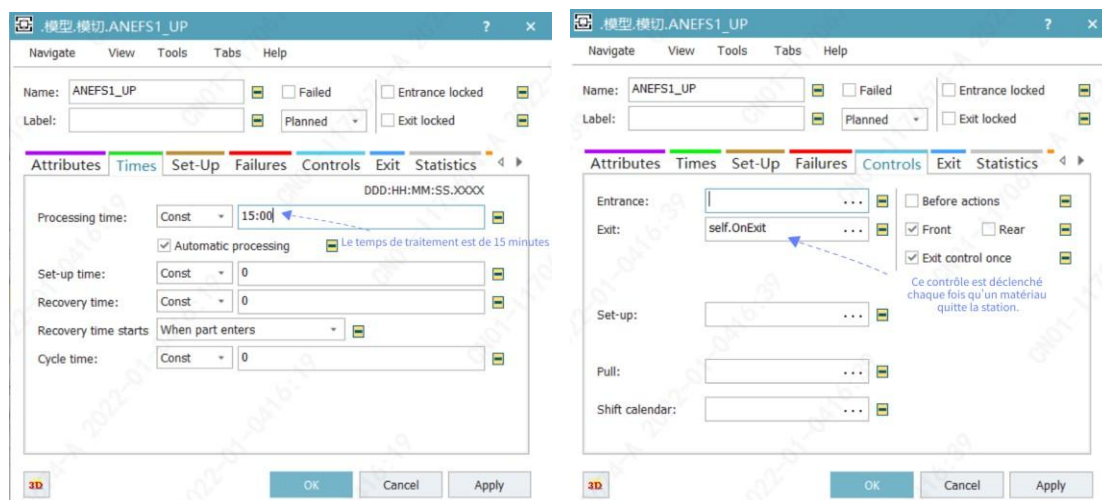 .模型.模切.ANEFS1_UP
?
×
Navigate View Tools Tabs Help
Name: ANEFS1_UP Failed Entrance locked
Label: Planned Exit locked
Attributes Times Set-Up Failures Controls Exit Statistics
DDD:HH:MM:SS.XXXX
Processing time: Const 15:00
Automatic processing
Le temps de traitement est de 15 minutes
Set-up time: Const 0
Recovery time: Const 0
Recovery time starts When part enters
Cycle time: Const 0
3D OK Cancel Apply
.模型.模切.ANEFS1_UP
?
×
Navigate View Tools Tabs Help
Name: ANEFS1_UP Failed Entrance locked
Label: Planned Exit locked
Attributes Times Set-Up Failures Controls Exit Statistics
Entrance: ... Before actions
Exit: self.OnExit ... Front Rear
Exit control once
Ce contrôle est déclenché
chaque fois qu'un matériau
quitte la station.
Set-up: ...
Pull: ...
Shift calendar: ...
3D OK Cancel Apply